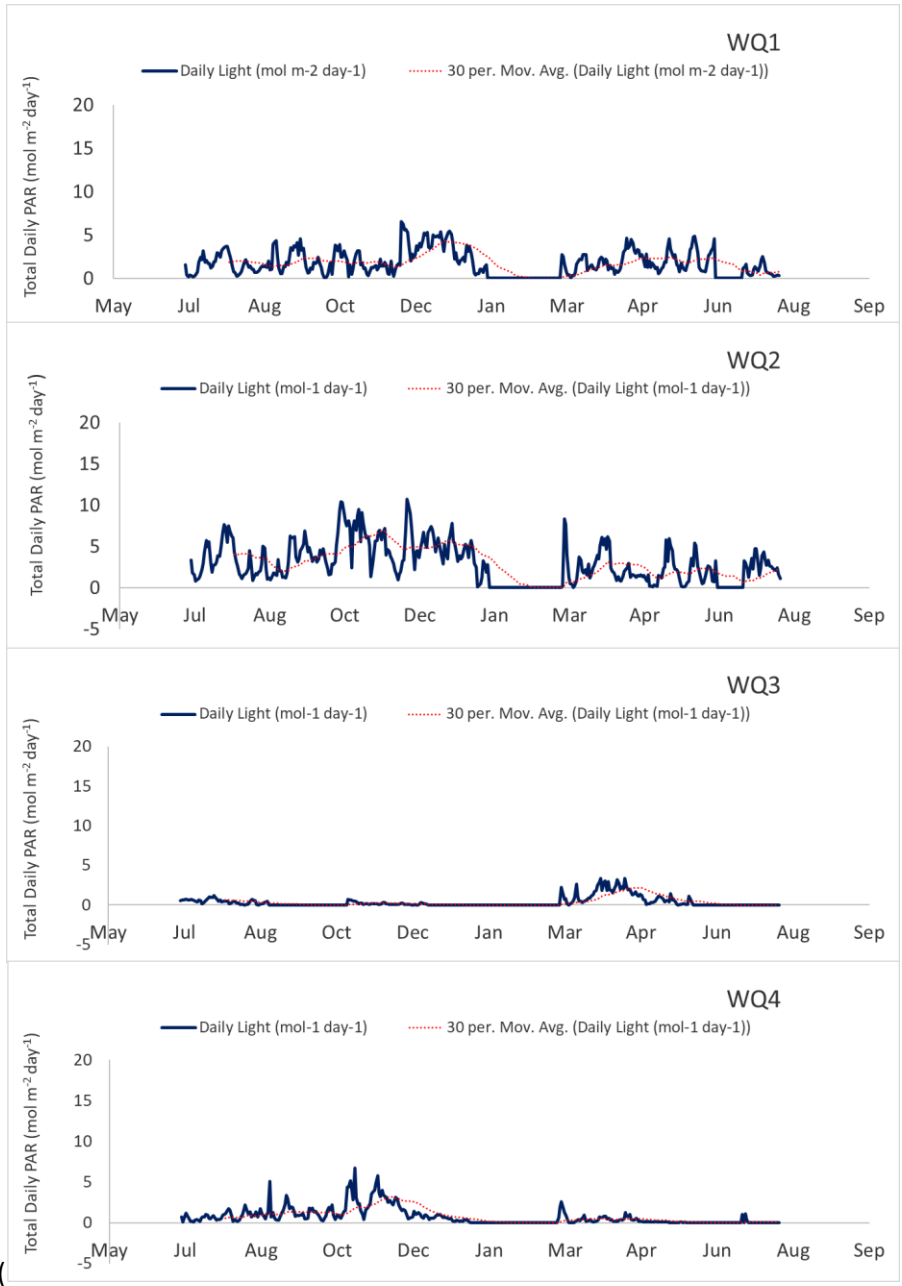 WQ1
Daily Light (mol m-2 day-1) 30 per. Mov. Avg. (Daily Light (mol m-2 day-1))
Total Daily PAR (mol m⁻² day⁻¹)
20
15
10
5
0
May Jul Aug Oct Dec Jan Mar Apr Jun Aug Sep
WQ2
Daily Light (mol-1 day-1) 30 per. Mov. Avg. (Daily Light (mol-1 day-1))
Total Daily PAR (mol m⁻² day⁻¹)
20
15
10
5
0
-5
May Jul Aug Oct Dec Jan Mar Apr Jun Aug Sep
WQ3
Daily Light (mol-1 day-1) 30 per. Mov. Avg. (Daily Light (mol-1 day-1))
Total Daily PAR (mol m⁻² day⁻¹)
20
15
10
5
0
-5
May Jul Aug Oct Dec Jan Mar Apr Jun Aug Sep
WQ4
Daily Light (mol-1 day-1) 30 per. Mov. Avg. (Daily Light (mol-1 day-1))
Total Daily PAR (mol m⁻² day⁻¹)
20
15
10
5
0
-5
May Jul Aug Oct Dec Jan Mar Apr Jun Aug Sep
(